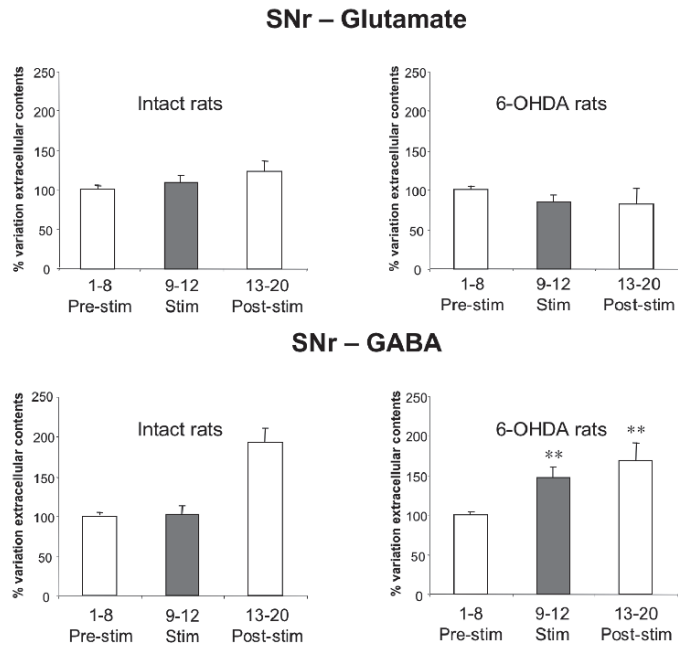 SNr – Glutamate
% variation extracellular contents
250
200
150
100
50
0
Intact rats
1-8
Pre-stim
9-12
Stim
13-20
Post-stim
% variation extracellular contents
250
200
150
100
50
0
6-OHDA rats
1-8
Pre-stim
9-12
Stim
13-20
Post-stim
SNr – GABA
% variation extracellular contents
250
200
150
100
50
0
Intact rats
1-8
Pre-stim
9-12
Stim
13-20
Post-stim
% variation extracellular contents
250
200
150
100
50
0
6-OHDA rats
**
**
1-8
Pre-stim
9-12
Stim
13-20
Post-stim